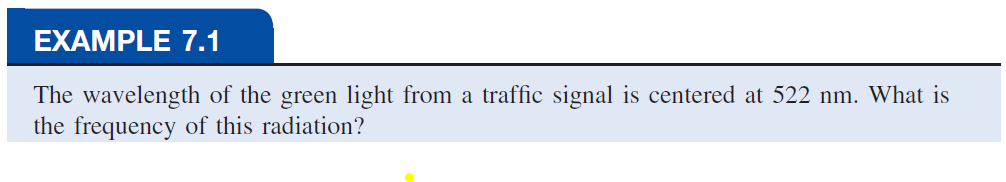 EXAMPLE 7.1
The wavelength of the green light from a traffic signal is centered at 522 nm. What is
the frequency of this radiation?